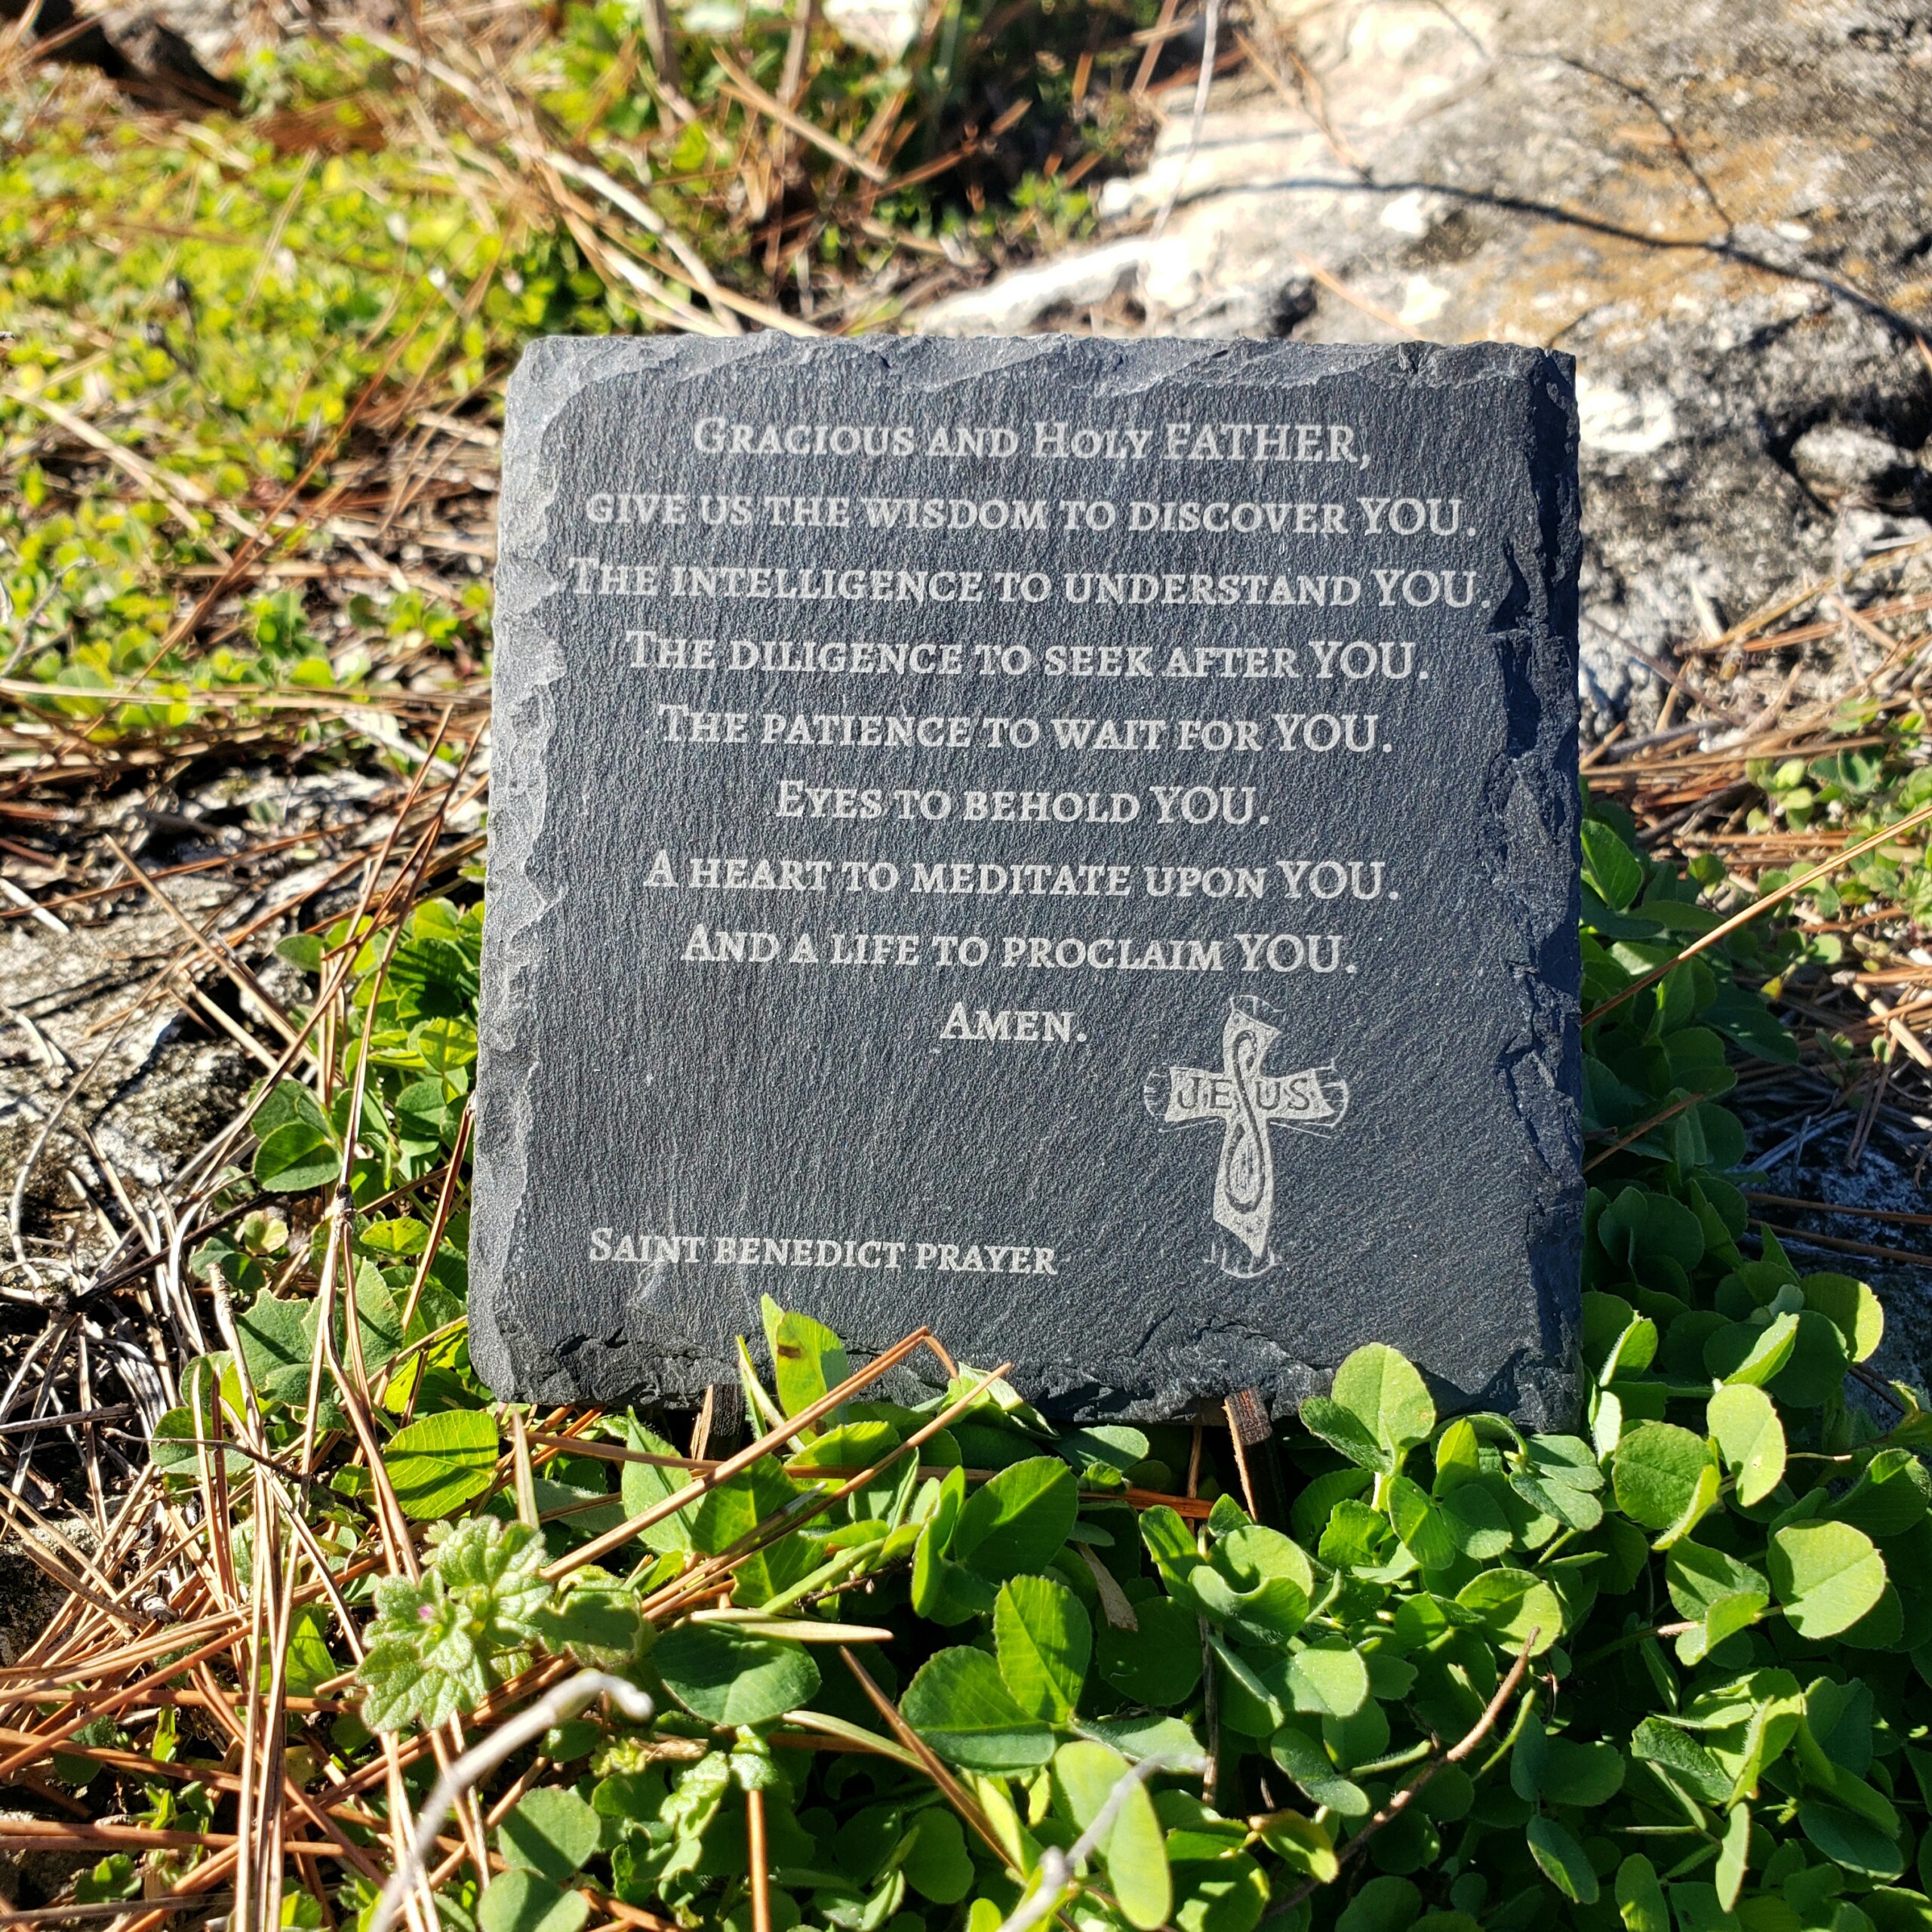 Gracious and Holy FATHER,
give us the wisdom to discover YOU.
The intelligence to understand YOU.
The diligence to seek after YOU.
The patience to wait for YOU.
Eyes to behold YOU.
A heart to meditate upon YOU.
And a life to proclaim YOU.
Amen.
JESUS
Saint benedict prayer